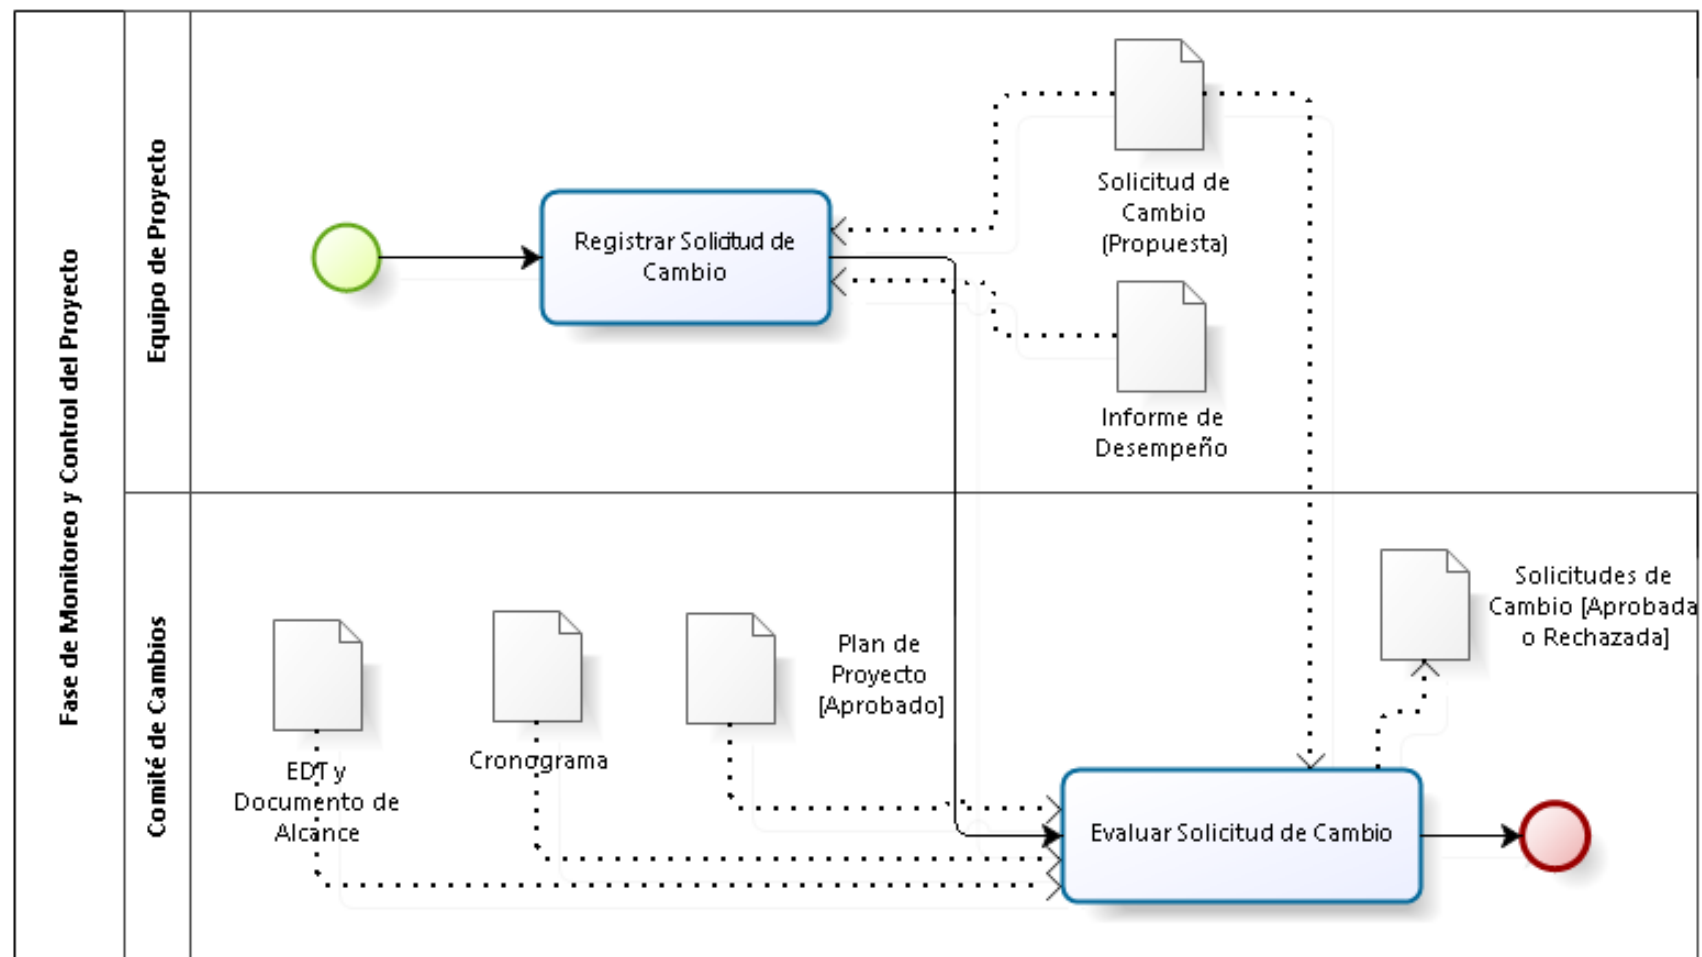 Fase de Monitoreo y Control del Proyecto
Equipo de Proyecto
Registrar Solicitud de
Cambio
Solicitud de
Cambio
(Propuesta)
Informe de
Desempeño
Comité de Cambios
EDT y
Documento de
Alcance
Cronograma
Plan de
Proyecto
[Aprobado]
Evaluar Solicitud de Cambio
Solicitudes de
Cambio [Aprobada
o Rechazada]